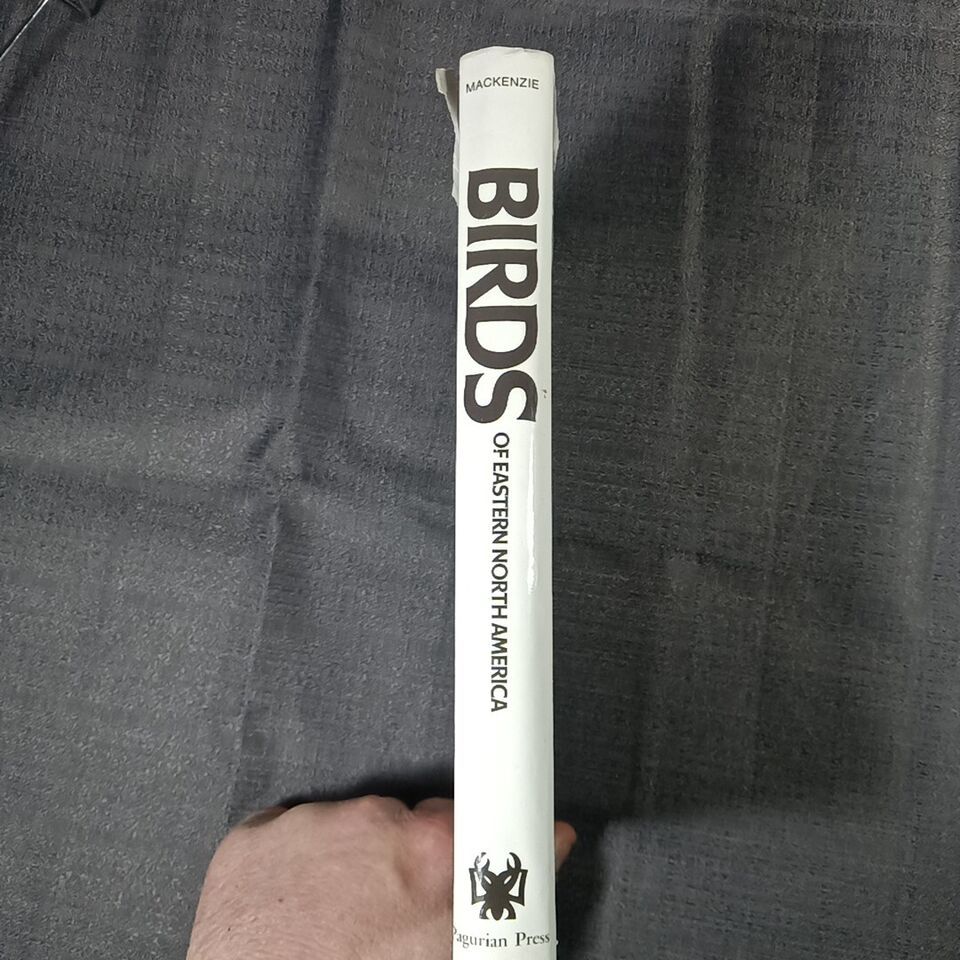 MACKENZIE
BIRDS
OF EASTERN NORTH AMERICA
Pagurian Press